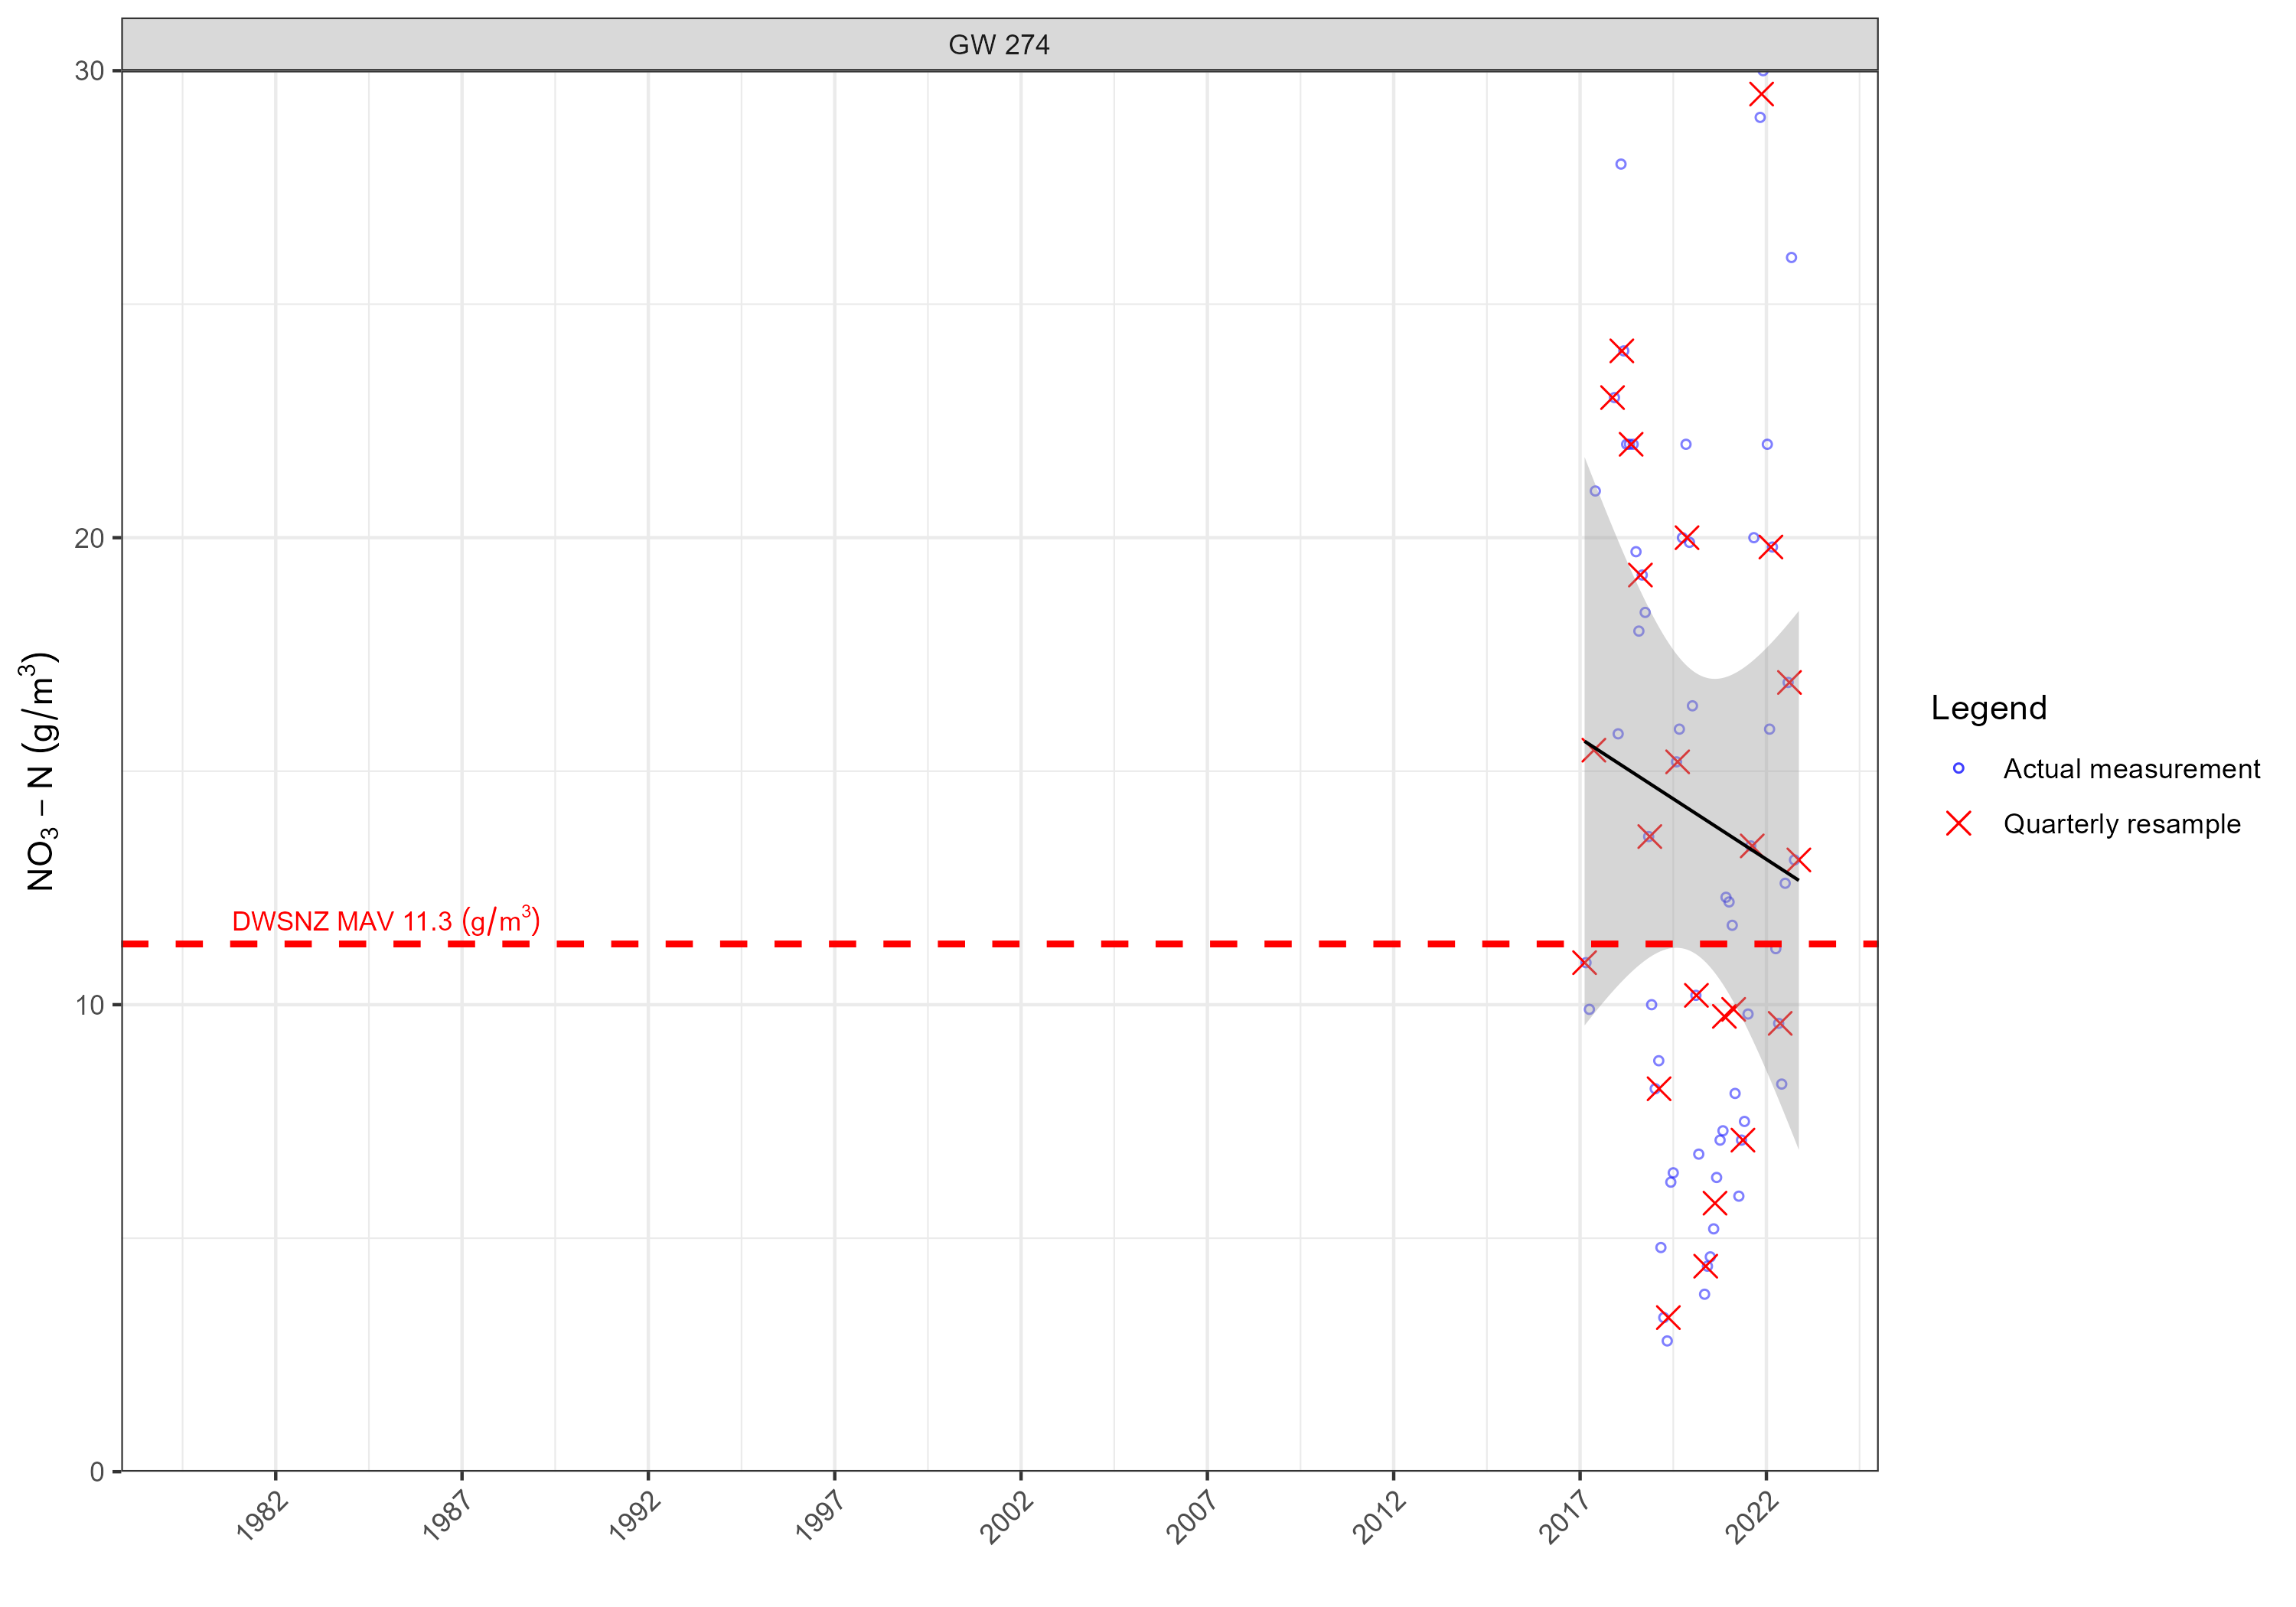 GW 274
30
20
10
0
NO₃ – N (g/m³)
DWSNZ MAV 11.3 (g/m³)
1982
1987
1992
1997
2002
2007
2012
2017
2022
Legend
Actual measurement
Quarterly resample